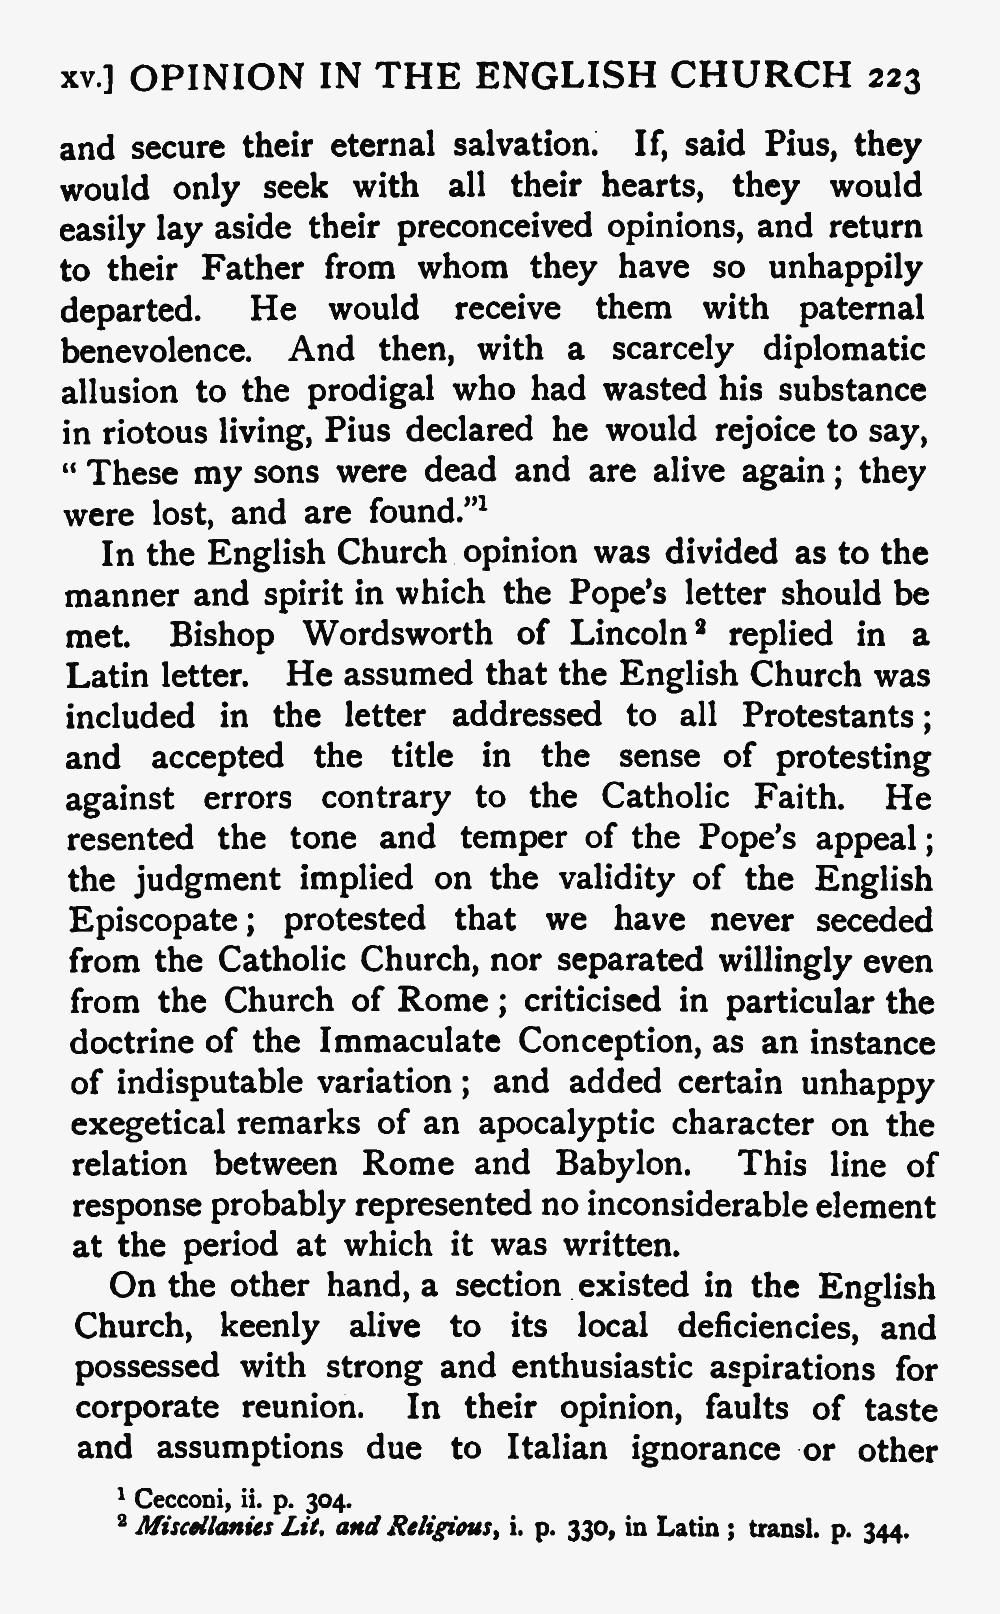 xv.] OPINION IN THE ENGLISH CHURCH 223
and secure their eternal salvation. If, said Pius, they
would only seek with all their hearts, they would
easily lay aside their preconceived opinions, and return
to their Father from whom they have so unhappily
departed. He would receive them with paternal
benevolence. And then, with a scarcely diplomatic
allusion to the prodigal who had wasted his substance
in riotous living, Pius declared he would rejoice to say,
“ These my sons were dead and are alive again ; they
were lost, and are found.”¹
In the English Church opinion was divided as to the
manner and spirit in which the Pope’s letter should be
met. Bishop Wordsworth of Lincoln ² replied in a
Latin letter. He assumed that the English Church was
included in the letter addressed to all Protestants ;
and accepted the title in the sense of protesting
against errors contrary to the Catholic Faith. He
resented the tone and temper of the Pope’s appeal ;
the judgment implied on the validity of the English
Episcopate ; protested that we have never seceded
from the Catholic Church, nor separated willingly even
from the Church of Rome ; criticised in particular the
doctrine of the Immaculate Conception, as an instance
of indisputable variation ; and added certain unhappy
exegetical remarks of an apocalyptic character on the
relation between Rome and Babylon. This line of
response probably represented no inconsiderable element
at the period at which it was written.
On the other hand, a section existed in the English
Church, keenly alive to its local deficiencies, and
possessed with strong and enthusiastic aspirations for
corporate reunion. In their opinion, faults of taste
and assumptions due to Italian ignorance or other
¹ Cecconi, ii. p. 304.
² Miscellanies Lit. and Religious, i. p. 330, in Latin ; transl. p. 344.